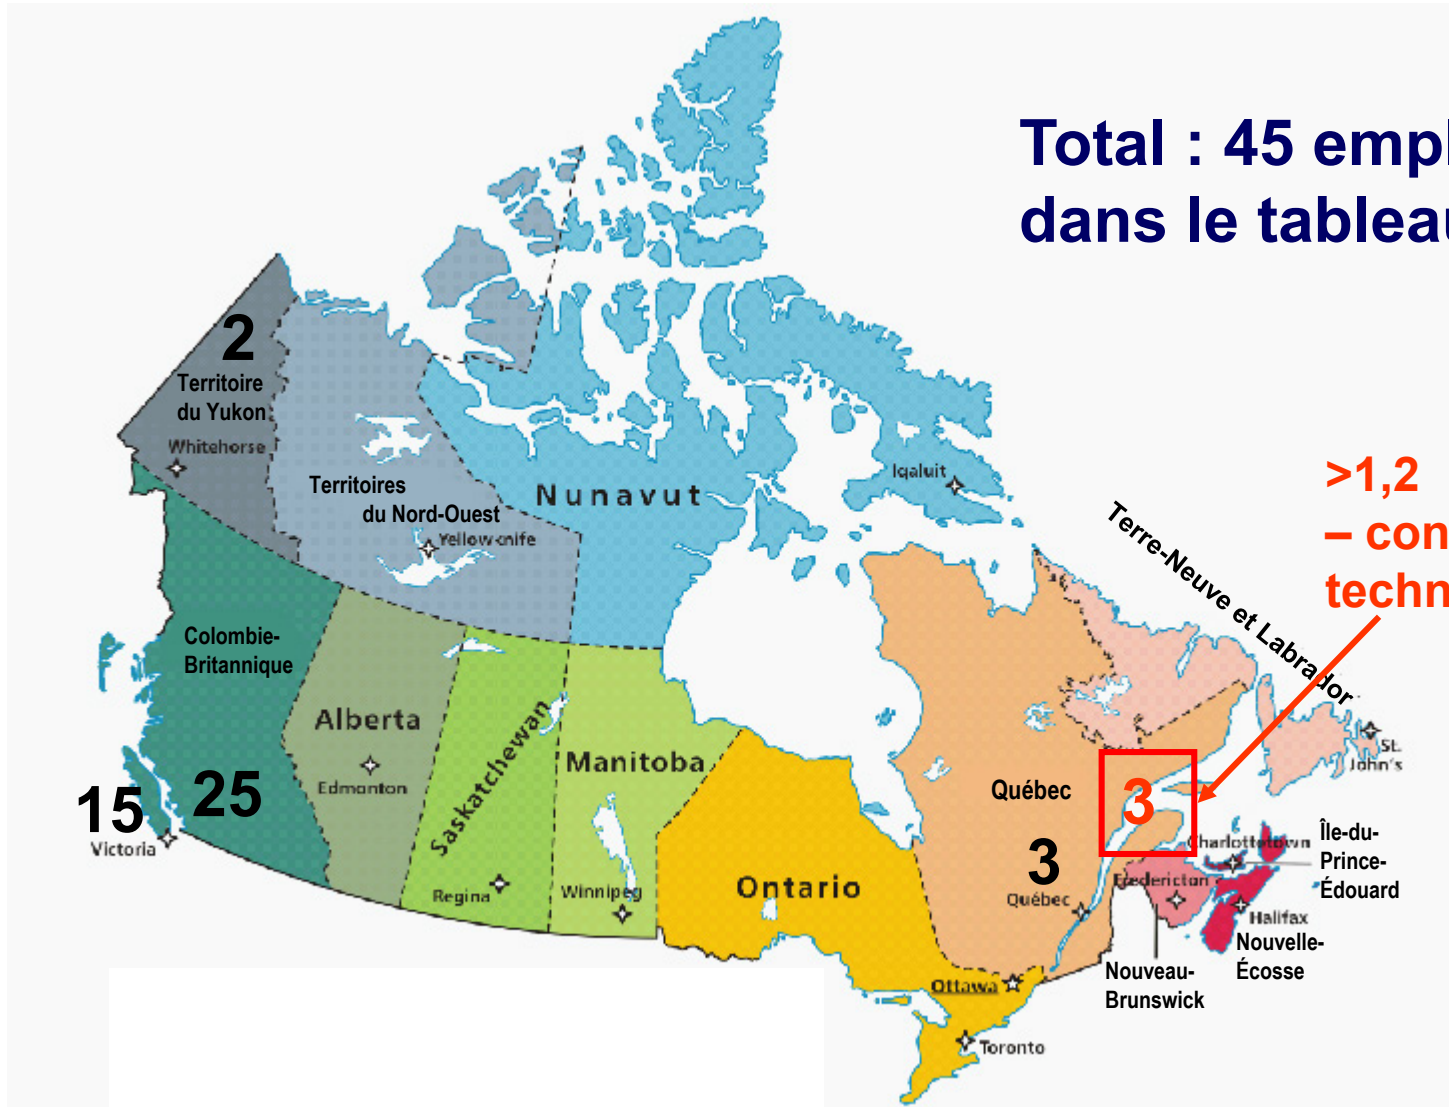 Total : 45 empl
dans le tableau
2
Territoire
du Yukon
Whitehorse
Territoires
du Nord-Ouest
Yellowknife
Nunavut
Iqaluit
>1,2
– con
techn
Terre-Neuve et Labrador
Colombie-
Britannique
Alberta
Edmonton
Saskatchewan
Regina
Manitoba
Winnipeg
15
25
Victoria
Ontario
Ottawa
Toronto
Québec
3
3
Québec
St.
John's
Charlottetown
Île-du-
Prince-
Édouard
Fredericton
Halifax
Nouvelle-
Écosse
Nouveau-
Brunswick